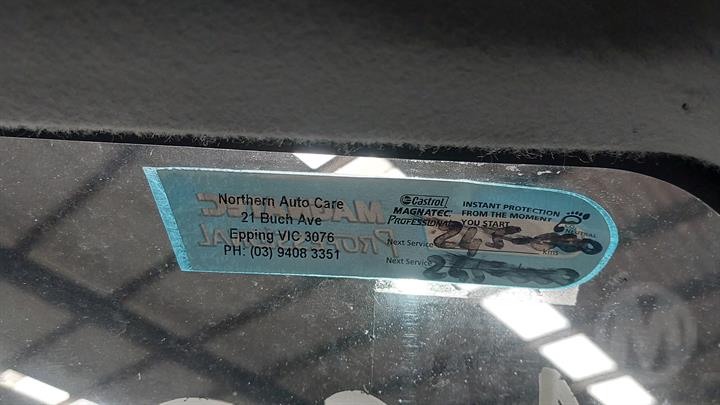 Northern Auto Care
21 Buch Ave
Epping VIC 3076
PH: (03) 9408 3351
Castrol
MAGNATEC
PROFESSIONAL
INSTANT PROTECTION
FROM THE MOMENT
YOU START
Next Service
kms
Next Service